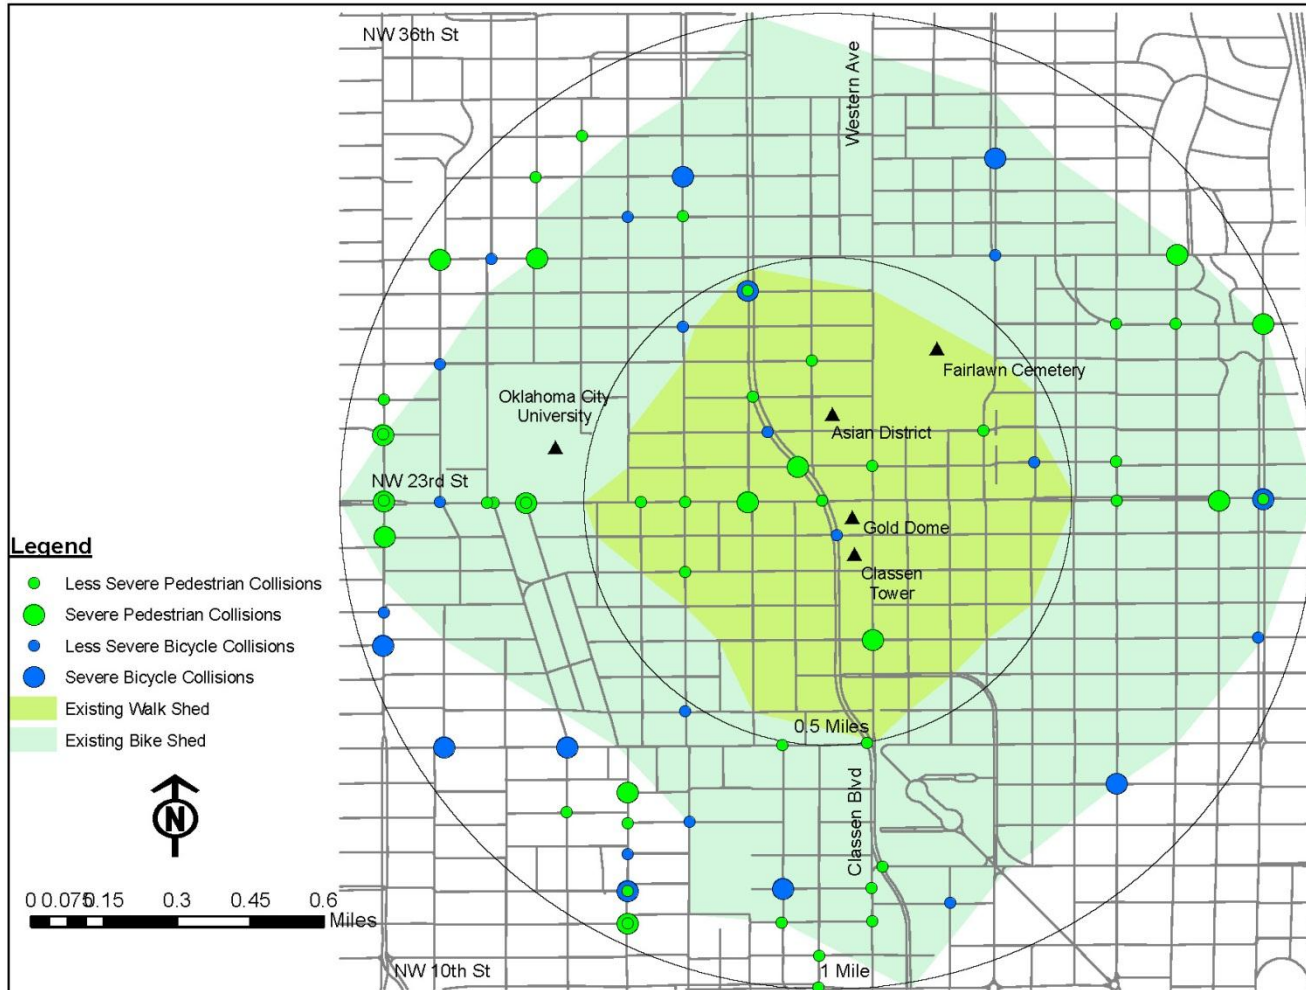 NW 36th St
Western Ave
Fairlawn Cemetery
Oklahoma City
University
Asian District
NW 23rd St
Gold Dome
Classen
Tower
Legend
Less Severe Pedestrian Collisions
Severe Pedestrian Collisions
Less Severe Bicycle Collisions
Severe Bicycle Collisions
Existing Walk Shed
Existing Bike Shed
N
0.5 Miles
Classen Blvd
0 0.075 0.15 0.3 0.45 0.6
Miles
NW 10th St
1 Mile